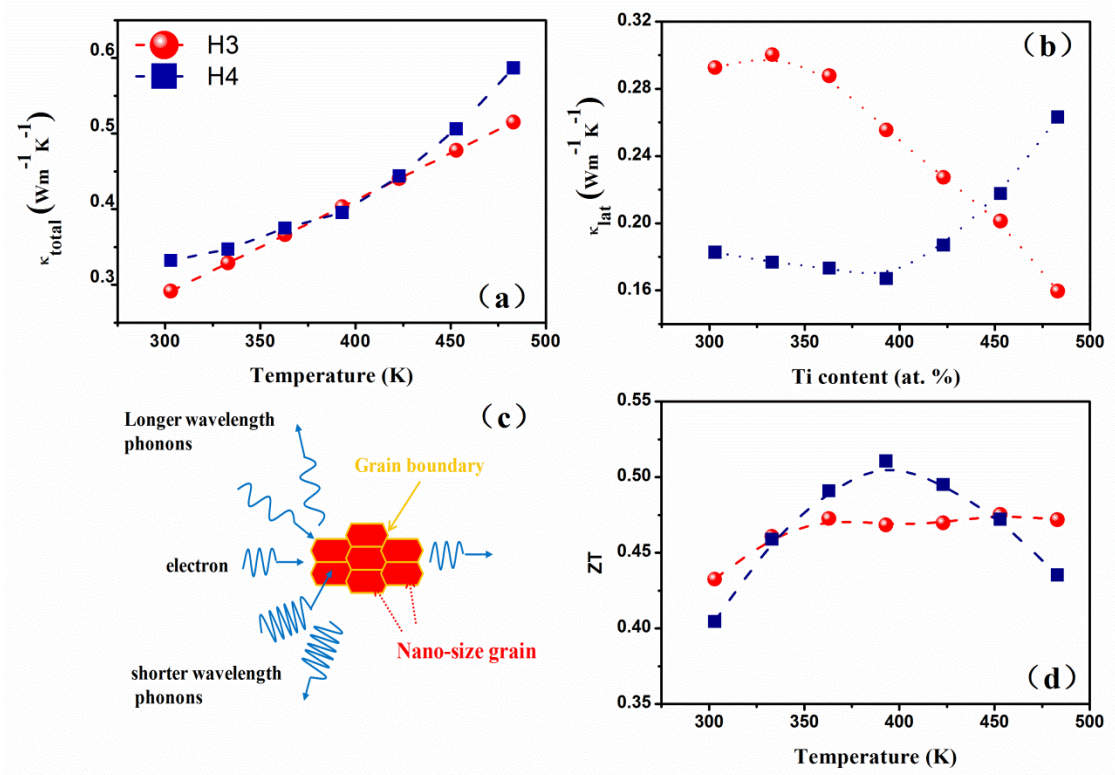 H3
H4
（a）
0.6
0.5
0.4
0.3
κtotal (Wm⁻¹K⁻¹)
300 350 400 450 500
Temperature (K)
（b）
0.32
0.28
0.24
0.20
0.16
κlat (Wm⁻¹K⁻¹)
300 350 400 450 500
Ti content (at. %)
（c）
Longer wavelength
phonons
Grain boundary
electron
Nano-size grain
shorter wavelength
phonons
（d）
0.55
0.50
0.45
0.40
0.35
ZT
300 350 400 450 500
Temperature (K)